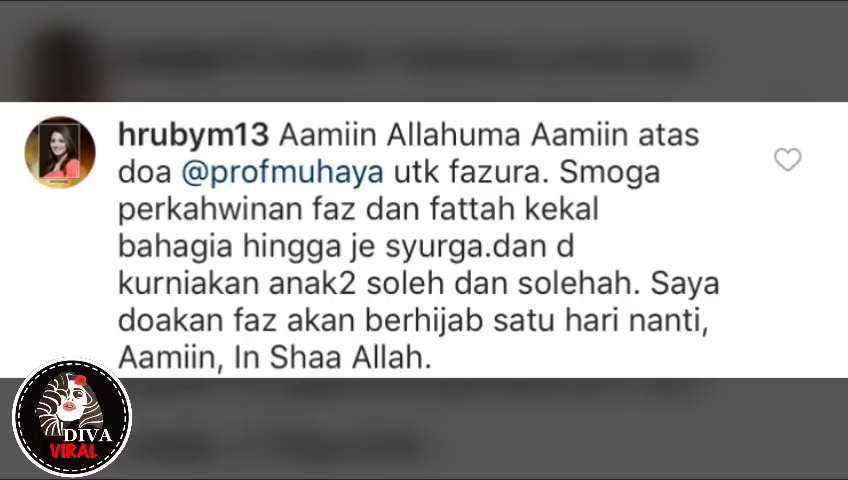 hrubym13 Aamiin Allahuma Aamiin atas
doa @profmuhaya utk fazura. Smoga
perkahwinan faz dan fattah kekal
bahagia hingga je syurga.dan d
kurniakan anak2 soleh dan solehah. Saya
doakan faz akan berhijab satu hari nanti,
Aamiin, In Shaa Allah.
DIVA
VIRAL